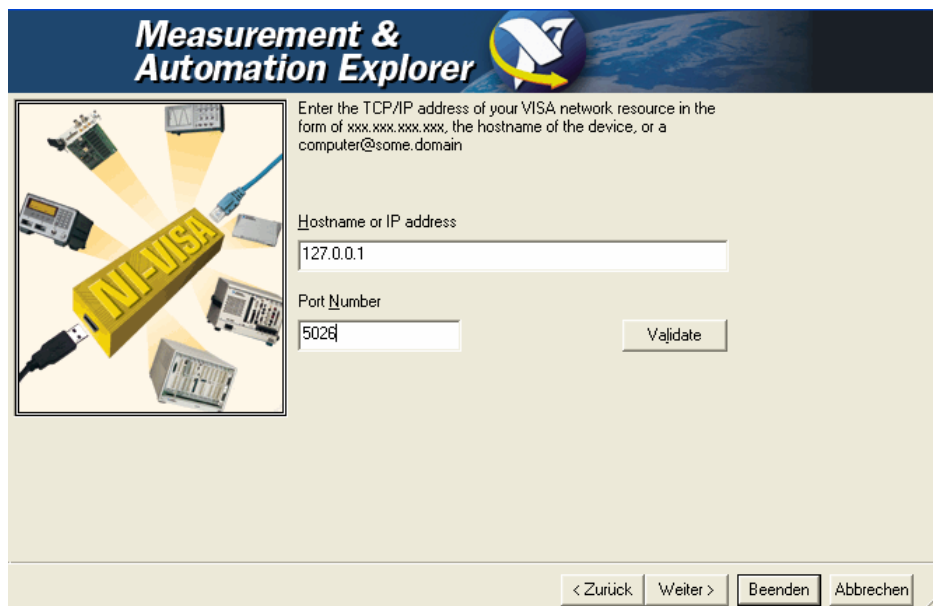 Measurement &
Automation Explorer
Enter the TCP/IP address of your VISA network resource in the
form of xxx.xxx.xxx.xxx, the hostname of the device, or a
computer@some.domain
NI-VISA
Hostname or IP address
127.0.0.1
Port Number
5026
Validate
< Zurück
Weiter >
Beenden
Abbrechen